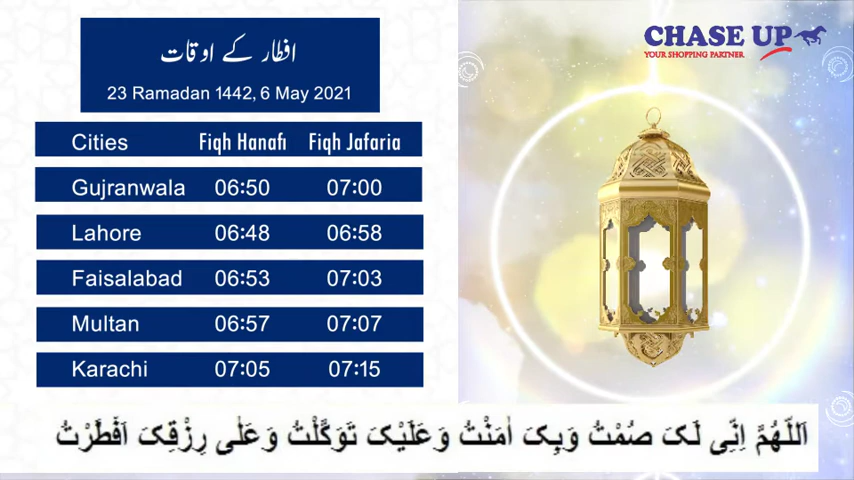 افطار کے اوقات
23 Ramadan 1442, 6 May 2021
Cities Fiqh Hanafi Fiqh Jafaria
Gujranwala 06:50 07:00
Lahore 06:48 06:58
Faisalabad 06:53 07:03
Multan 06:57 07:07
Karachi 07:05 07:15
CHASE UP
YOUR SHOPPING PARTNER
اَللّٰهُمَّ اِنِّی لَکَ صُمْتُ وَبِکَ اٰمَنْتُ وَعَلَيْکَ تَوَکَّلْتُ وَعَلٰی رِزْقِکَ اَفْطَرْتُ